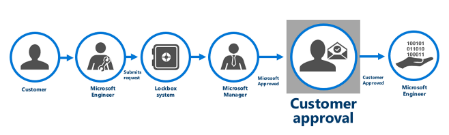 100101
011010
100011
Submits
request
Microsoft
Approval
Customer
Approved
Customer
Microsoft
Engineer
Lockbox
system
Microsoft
Manager
Customer
approval
Microsoft
Engineer